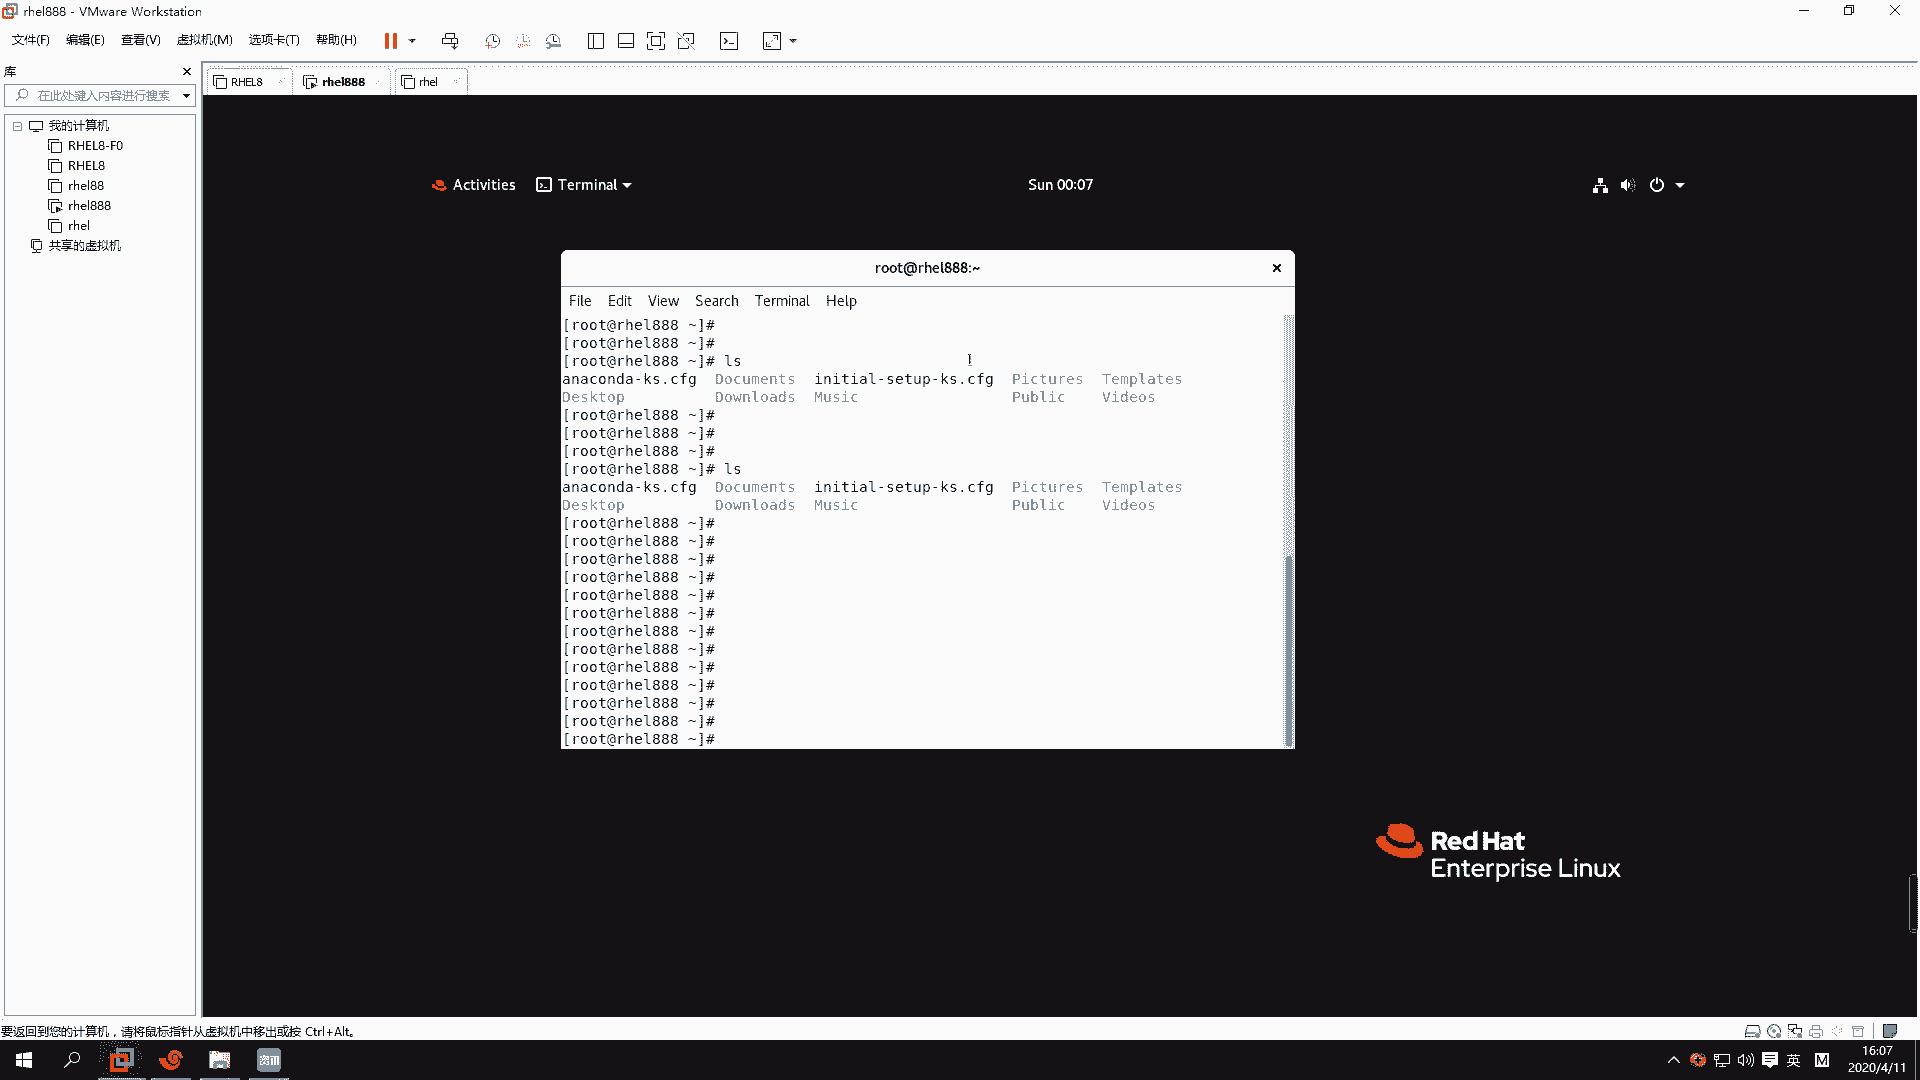 rhel888 - VMware Workstation
文件(F) 编辑(E) 查看(V) 虚拟机(M) 选项卡(T) 帮助(H)
库
在此处键入内容进行搜索
我的计算机
RHEL8-F0
RHEL8
rhel88
rhel888
rhel
共享的虚拟机
RHEL8 rhel888 rhel
Activities Terminal Sun 00:07
root@rhel888:~
File Edit View Search Terminal Help
[root@rhel888 ~]#
[root@rhel888 ~]#
[root@rhel888 ~]# ls
anaconda-ks.cfg Documents initial-setup-ks.cfg Pictures Templates
Desktop Downloads Music Public Videos
[root@rhel888 ~]#
[root@rhel888 ~]#
[root@rhel888 ~]#
[root@rhel888 ~]# ls
anaconda-ks.cfg Documents initial-setup-ks.cfg Pictures Templates
Desktop Downloads Music Public Videos
[root@rhel888 ~]#
[root@rhel888 ~]#
[root@rhel888 ~]#
[root@rhel888 ~]#
[root@rhel888 ~]#
[root@rhel888 ~]#
[root@rhel888 ~]#
[root@rhel888 ~]#
[root@rhel888 ~]#
[root@rhel888 ~]#
[root@rhel888 ~]#
[root@rhel888 ~]#
[root@rhel888 ~]#
Red Hat
Enterprise Linux
要返回到您的计算机，请将鼠标指针从虚拟机中移出或按 Ctrl+Alt。
资讯
英 M
16:07
2020/4/11